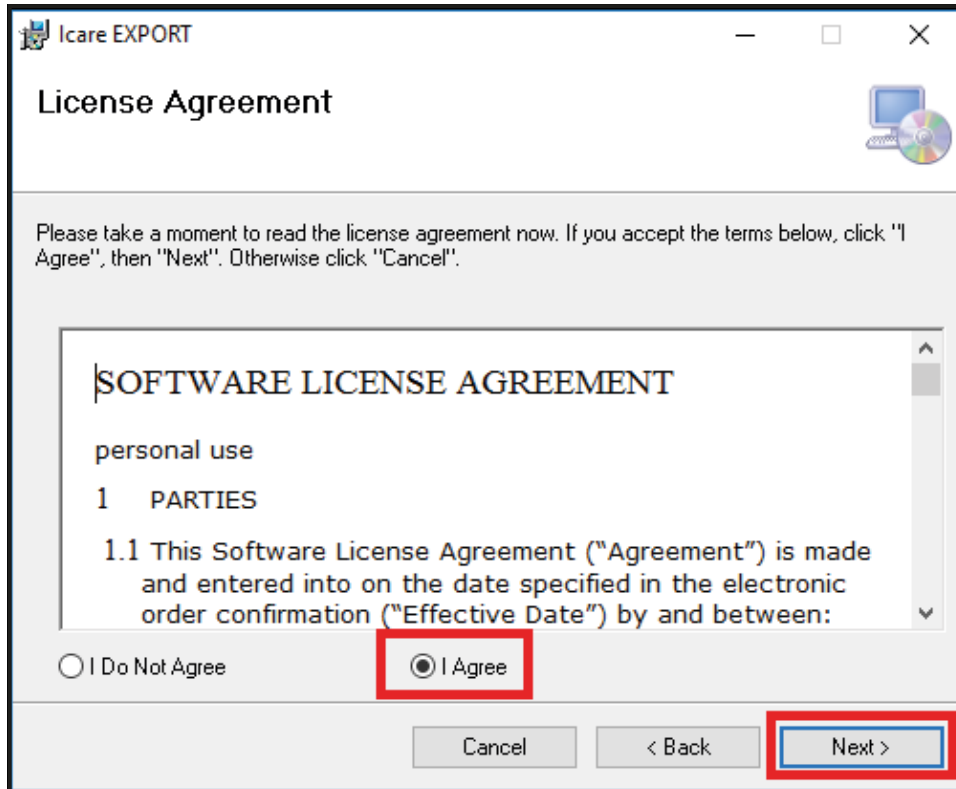 Icare EXPORT
License Agreement
Please take a moment to read the license agreement now. If you accept the terms below, click "I
Agree", then "Next". Otherwise click "Cancel".
SOFTWARE LICENSE AGREEMENT
personal use
1 PARTIES
1.1 This Software License Agreement (“Agreement”) is made
and entered into on the date specified in the electronic
order confirmation (“Effective Date”) by and between:
I Do Not Agree
I Agree
Cancel
< Back
Next >